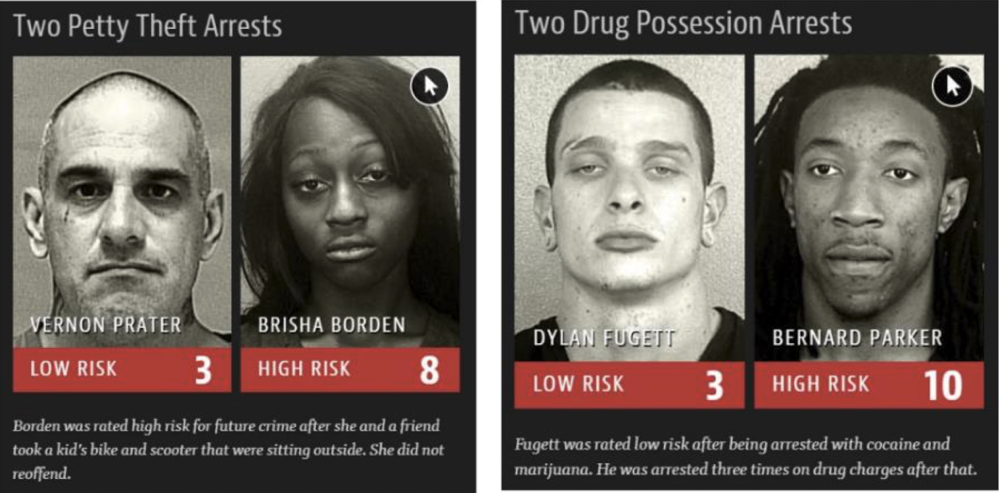 Two Petty Theft Arrests
VERNON PRATER
LOW RISK 3
BRISHA BORDEN
HIGH RISK 8
Borden was rated high risk for future crime after she and a friend
took a kid's bike and scooter that were sitting outside. She did not
reoffend.
Two Drug Possession Arrests
DYLAN FUGETT
LOW RISK 3
BERNARD PARKER
HIGH RISK 10
Fugett was rated low risk after being arrested with cocaine and
marijuana. He was arrested three times on drug charges after that.